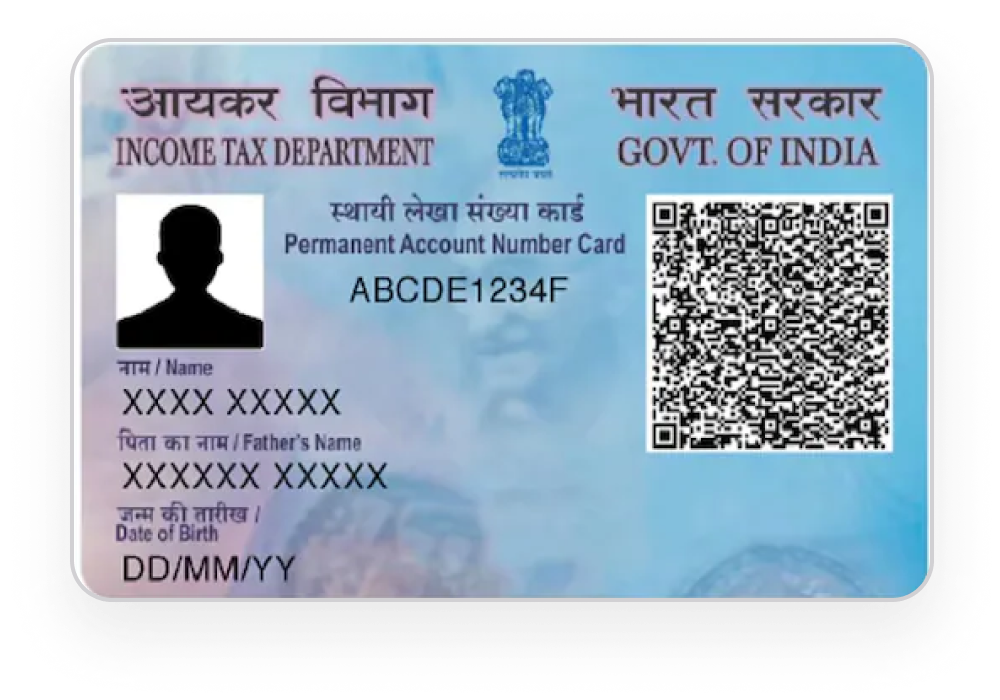 आयकर विभाग
INCOME TAX DEPARTMENT
भारत सरकार
GOVT. OF INDIA
सत्यमेव जयते
स्थायी लेखा संख्या कार्ड
Permanent Account Number Card
ABCDE1234F
नाम / Name
XXXX XXXXX
पिता का नाम / Father's Name
XXXXXX XXXXX
जन्म की तारीख /
Date of Birth
DD/MM/YY